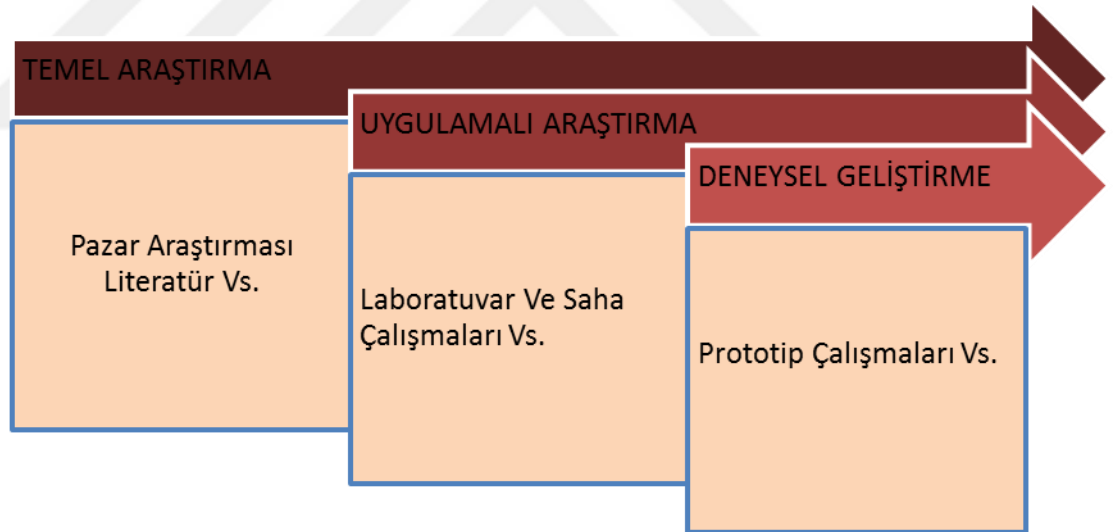 TEMEL ARAŞTIRMA
Pazar Araştırması
Literatür Vs.
UYGULAMALI ARAŞTIRMA
Laboratuvar Ve Saha
Çalışmaları Vs.
DENEYSEL GELİŞTİRME
Prototip Çalışmaları Vs.